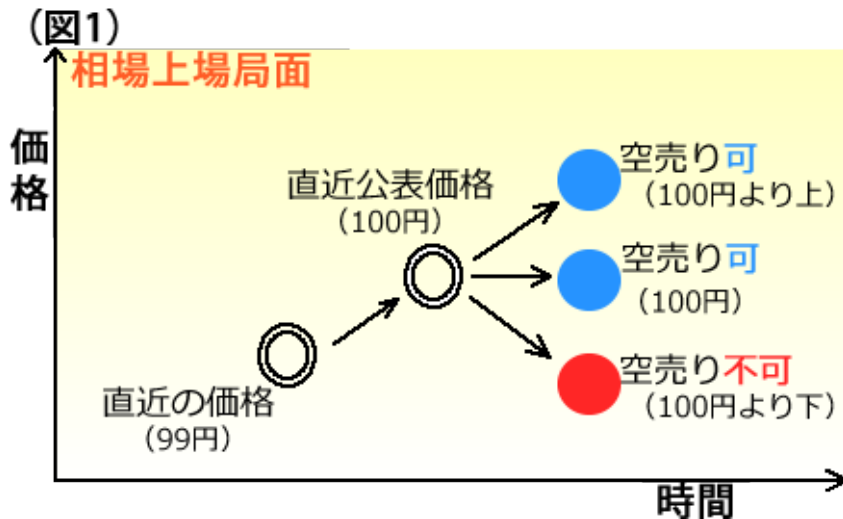 (図1)
相場上場局面
価格
直近公表価格
(100円)
直近の価格
(99円)
空売り可
(100円より上)
空売り可
(100円)
空売り不可
(100円より下)
時間